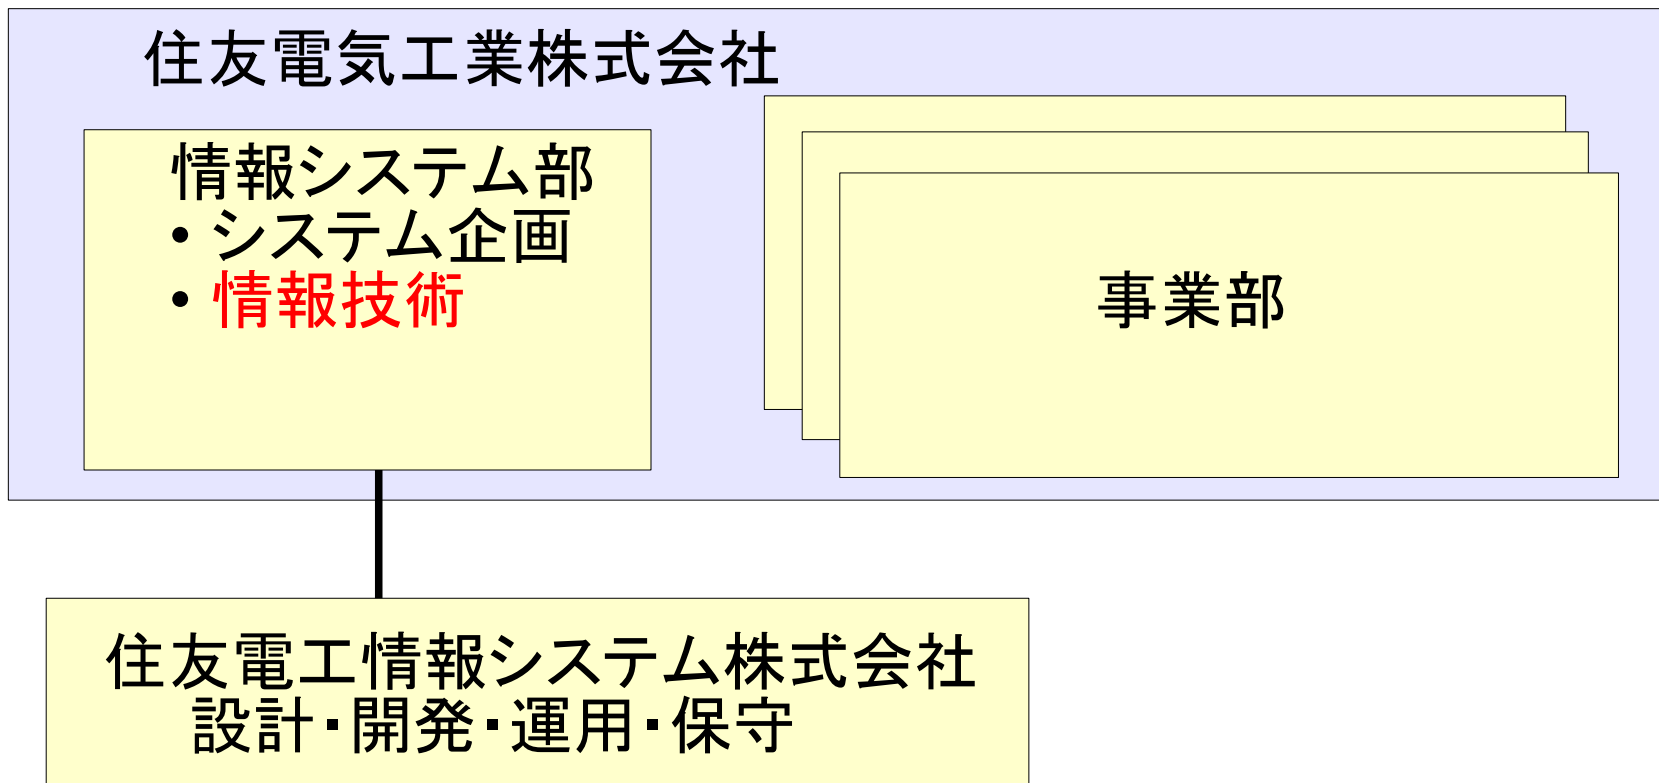 住友電気工業株式会社
情報システム部
• システム企画
• 情報技術
事業部
住友電工情報システム株式会社
設計・開発・運用・保守